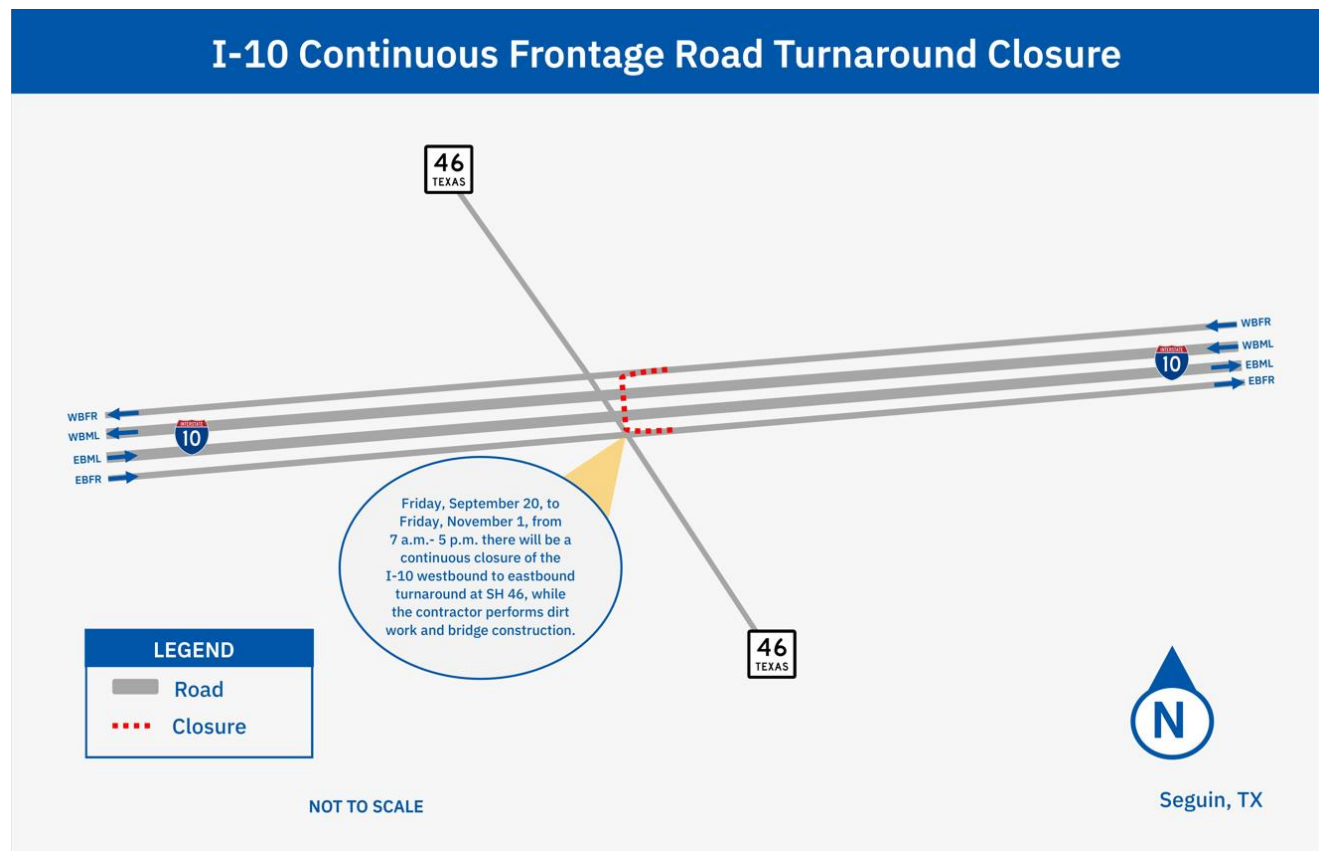 I-10 Continuous Frontage Road Turnaround Closure
46
TEXAS
WBFR
WBML
EBML
EBFR
INTERSTATE
10
WBFR
WBML
EBML
EBFR
INTERSTATE
10
Friday, September 20, to
Friday, November 1, from
7 a.m.- 5 p.m. there will be a
continuous closure of the
I-10 westbound to eastbound
turnaround at SH 46, while
the contractor performs dirt
work and bridge construction.
46
TEXAS
LEGEND
Road
Closure
NOT TO SCALE
N
Seguin, TX